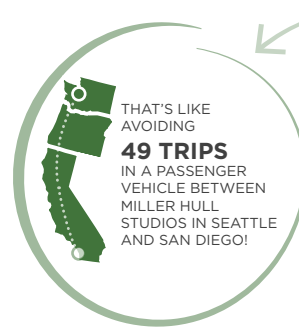 THAT'S LIKE
AVOIDING
49 TRIPS
IN A PASSENGER
VEHICLE BETWEEN
MILLER HULL
STUDIOS IN SEATTLE
AND SAN DIEGO!